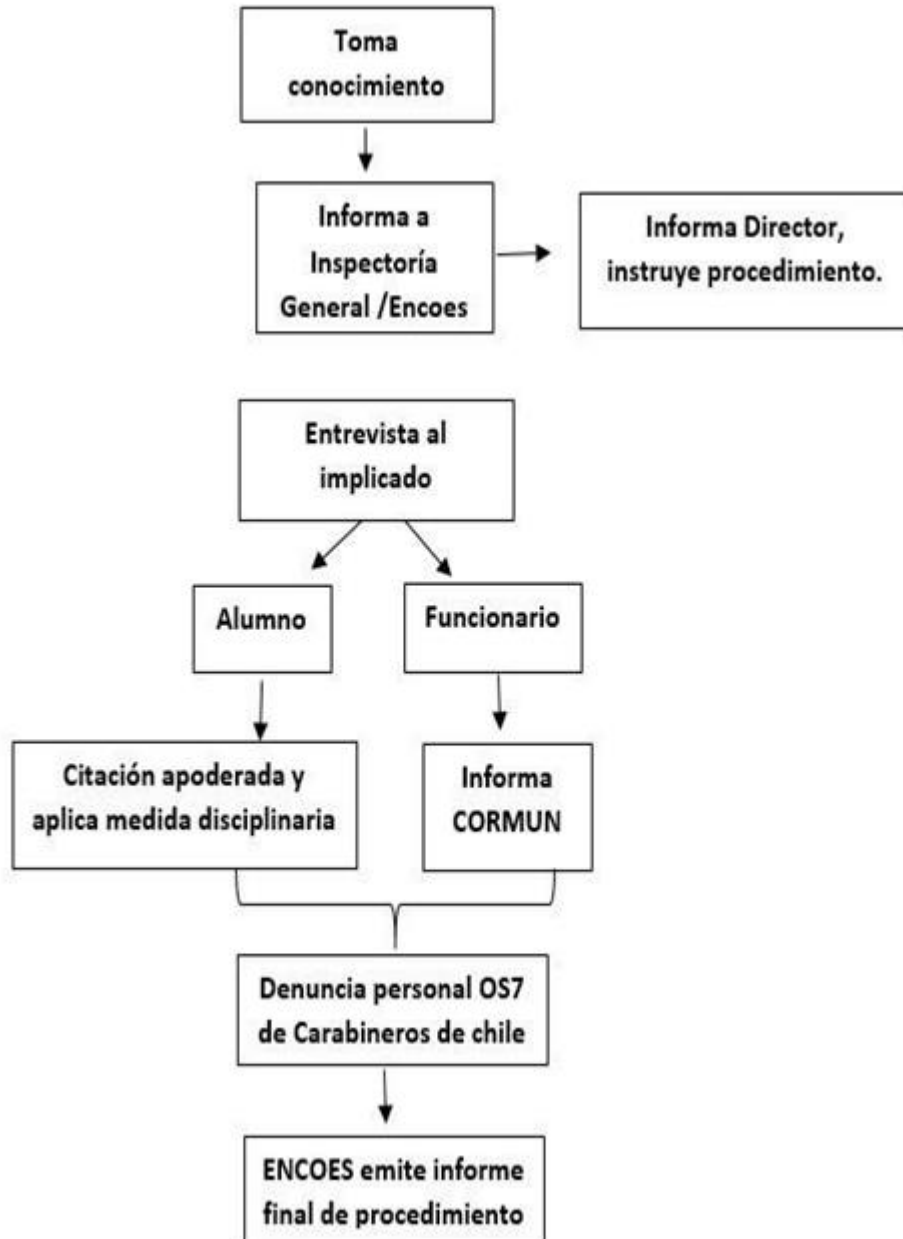 Toma
conocimiento
Informa a
Inspectoría
General /Encoes
Informa Director,
instruye procedimiento.
Entrevista al
implicado
Alumno
Funcionario
Citación apoderada y
aplica medida disciplinaria
Informa
CORMUN
Denuncia personal OS7
de Carabineros de chile
ENCOES emite informe
final de procedimiento